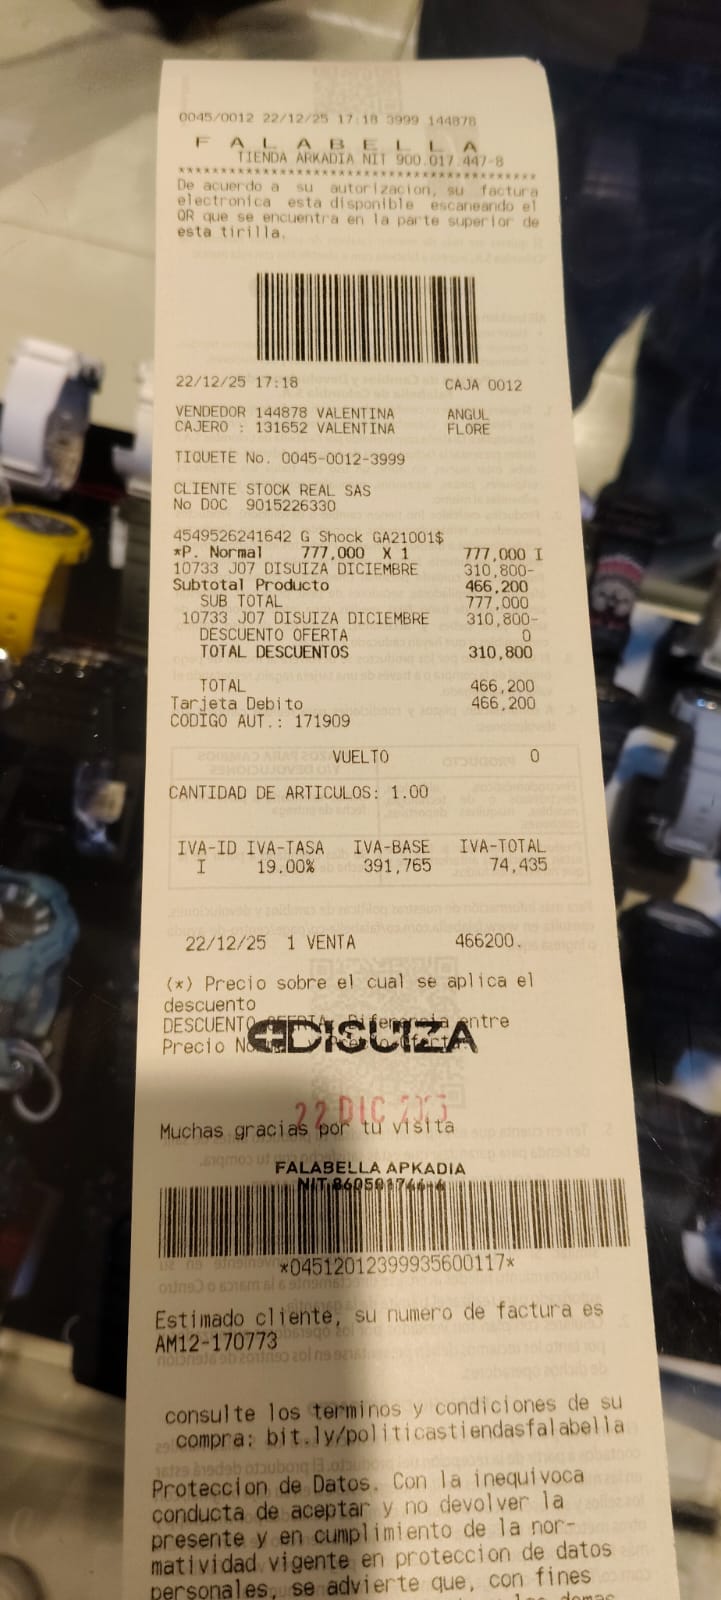 0045/0012 22/12/25 17:18 3999 144878
F A L A B E L L A
TIENDA ARKADIA NIT 900.017.447-8
****************************************
De acuerdo a su autorizacion, su factura
electronica esta disponible escaneando el
QR que se encuentra en la parte superior de
esta tirilla.
22/12/25 17:18 CAJA 0012
VENDEDOR 144878 VALENTINA ANGUL
CAJERO : 131652 VALENTINA FLORE
TIQUETE No. 0045-0012-3999
CLIENTE STOCK REAL SAS
No DOC 9015226330
4549526241642 G Shock GA21001$
*P. Normal 777,000 X 1 777,000 I
10733 J07 DISUIZA DICIEMBRE 310,800-
Subtotal Producto 466,200
SUB TOTAL 777,000
10733 J07 DISUIZA DICIEMBRE 310,800-
DESCUENTO OFERTA 0
TOTAL DESCUENTOS 310,800
TOTAL 466,200
Tarjeta Debito 466,200
CODIGO AUT.: 171909
VUELTO 0
CANTIDAD DE ARTICULOS: 1.00
IVA-ID IVA-TASA IVA-BASE IVA-TOTAL
I 19.00% 391,765 74,435
22/12/25 1 VENTA 466200.
(*) Precio sobre el cual se aplica el
descuento
DESCUENTO OFERTA: Diferencia entre
Precio
DISUIZA
22 DIC
Muchas gracias por tu visita
FALABELLA APKADIA
NIT.
*04512012399935600117*
Estimado cliente, su numero de factura es
AM12-170773
consulte los terminos y condiciones de su
compra: bit.ly/politicastiendasfalabella
Proteccion de Datos. Con la inequivoca
conducta de aceptar y no devolver la
presente y en cumplimiento de la nor-
matividad vigente en proteccion de datos
personales, se advierte que, con fines